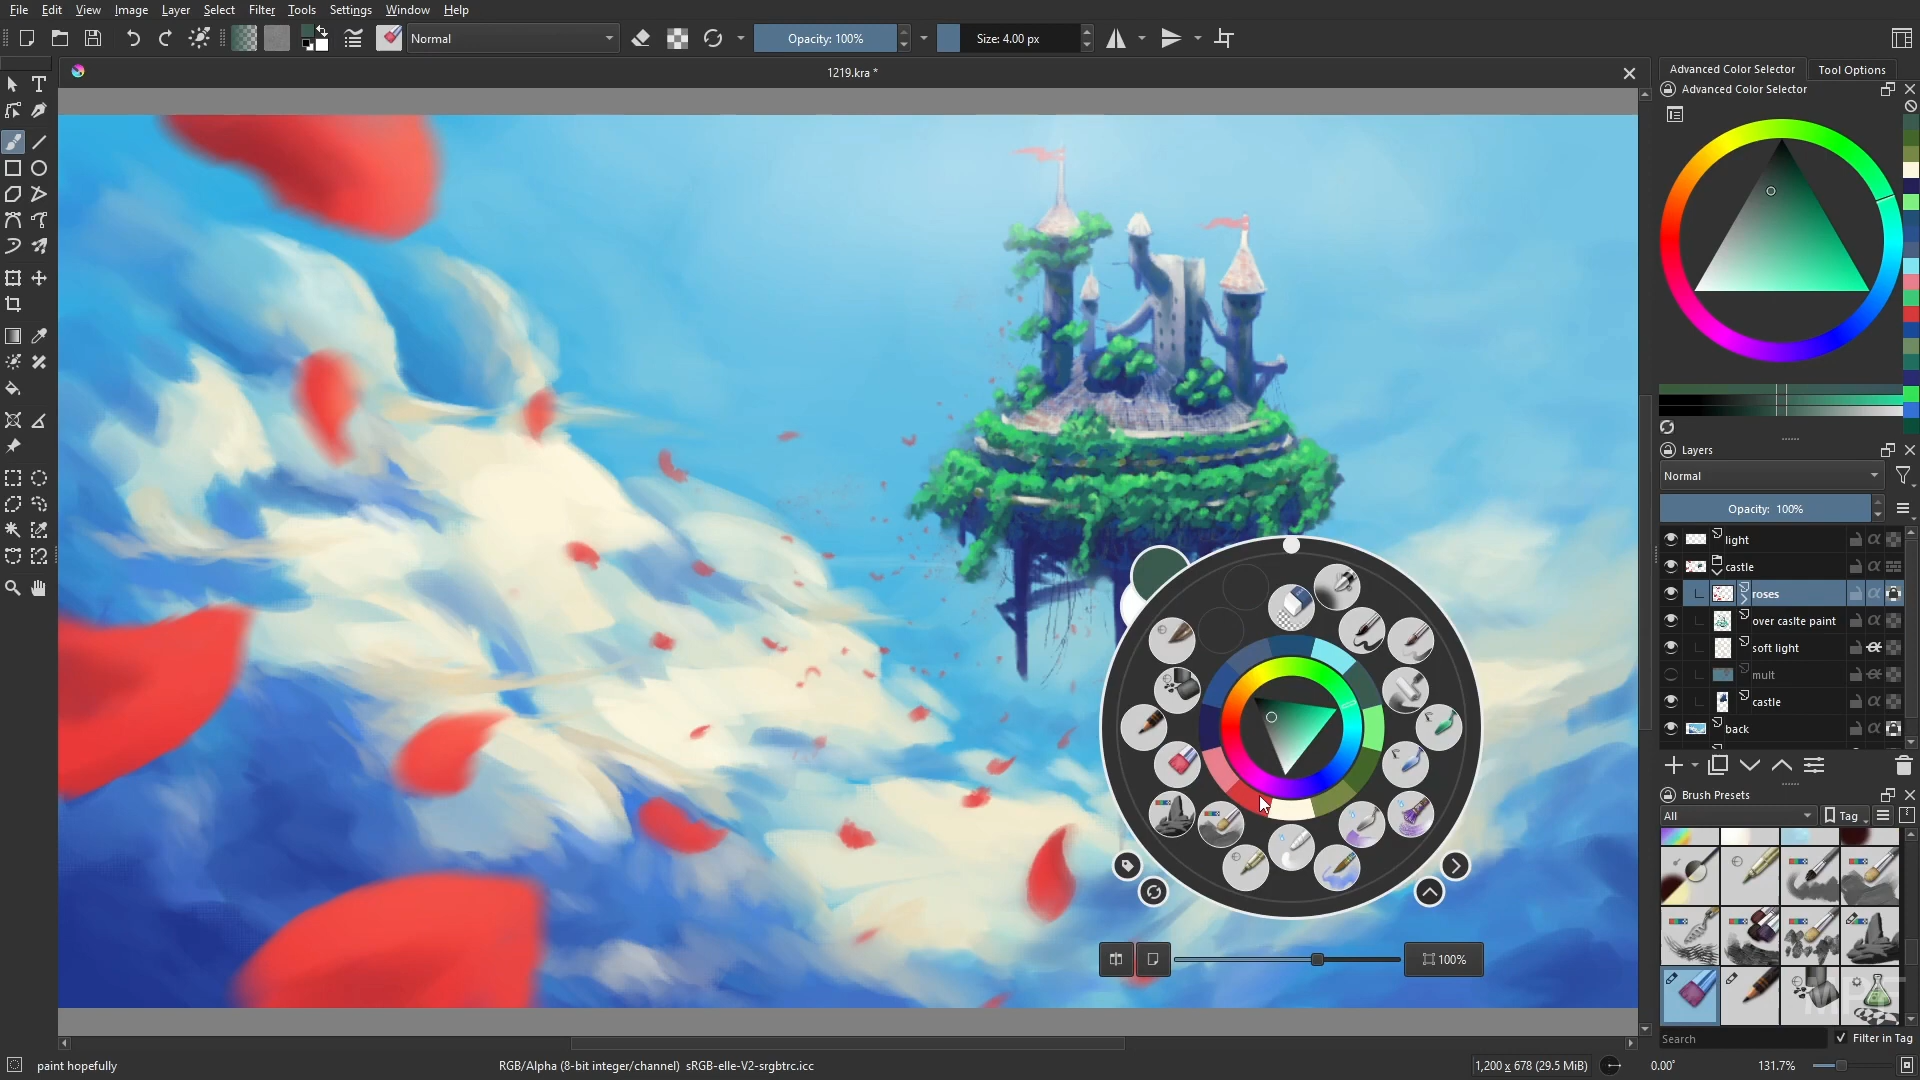 File Edit View Image Layer Select Filter Tools Settings Window Help
Normal Opacity: 100% Size: 4.00 px
1219.kra *
Advanced Color Selector Tool Options
Advanced Color Selector
Layers
Normal
Opacity: 100%
light
castle
roses
over caslte paint
soft light
mult
castle
back
Brush Presets
All Tag
100%
Search Filter in Tag
paint hopefully RGB/Alpha (8-bit integer/channel) sRGB-elle-V2-srgbtrc.icc 1,200 x 678 (29.5 MiB) 0.00° 131.7%